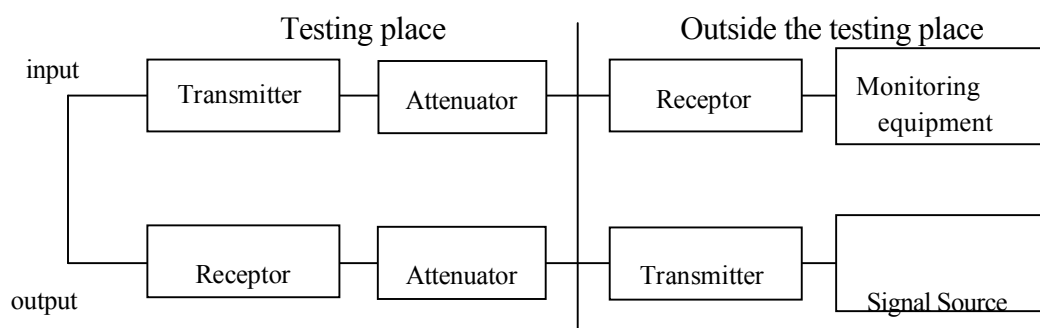 Testing place
Outside the testing place
input
Transmitter
Attenuator
Receptor
Monitoring
equipment
Receptor
Attenuator
Transmitter
Signal Source
output